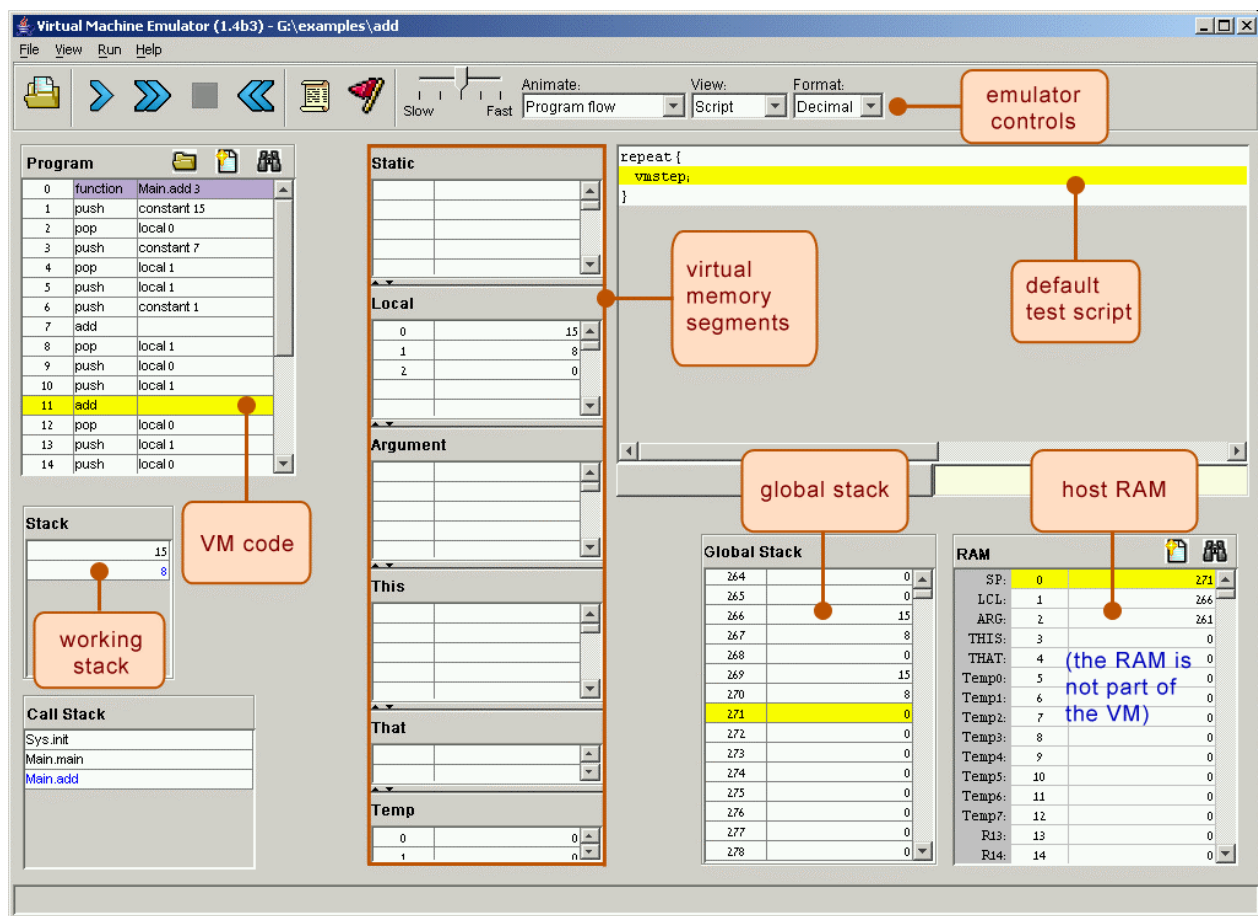 Virtual Machine Emulator (1.4b3) - G:\examples\add
File View Run Help
Animate: View: Format:
Slow Fast Program flow Script Decimal
emulator
controls
Program
0 function Main.add 3
1 push constant 15
2 pop local 0
3 push constant 7
4 pop local 1
5 push local 1
6 push constant 1
7 add
8 pop local 1
9 push local 0
10 push local 1
11 add
12 pop local 0
13 push local 1
14 push local 0
VM code
Stack
15
8
working
stack
Call Stack
Sys.init
Main.main
Main.add
Static
Local
0 15
1 8
2 0
Argument
This
That
Temp
0 0
1 0
virtual
memory
segments
repeat {
vmstep;
}
default
test script
global stack
Global Stack
264 0
265 0
266 15
267 8
268 0
269 15
270 8
271 0
272 0
273 0
274 0
275 0
276 0
277 0
278 0
host RAM
RAM
SP: 0 271
LCL: 1 266
ARG: 2 261
THIS: 3 0
THAT: 4 0
Temp0: 5 0
Temp1: 6 0
Temp2: 7 0
Temp3: 8 0
Temp4: 9 0
Temp5: 10 0
Temp6: 11 0
Temp7: 12 0
R13: 13 0
R14: 14 0
(the RAM is
not part of
the VM)